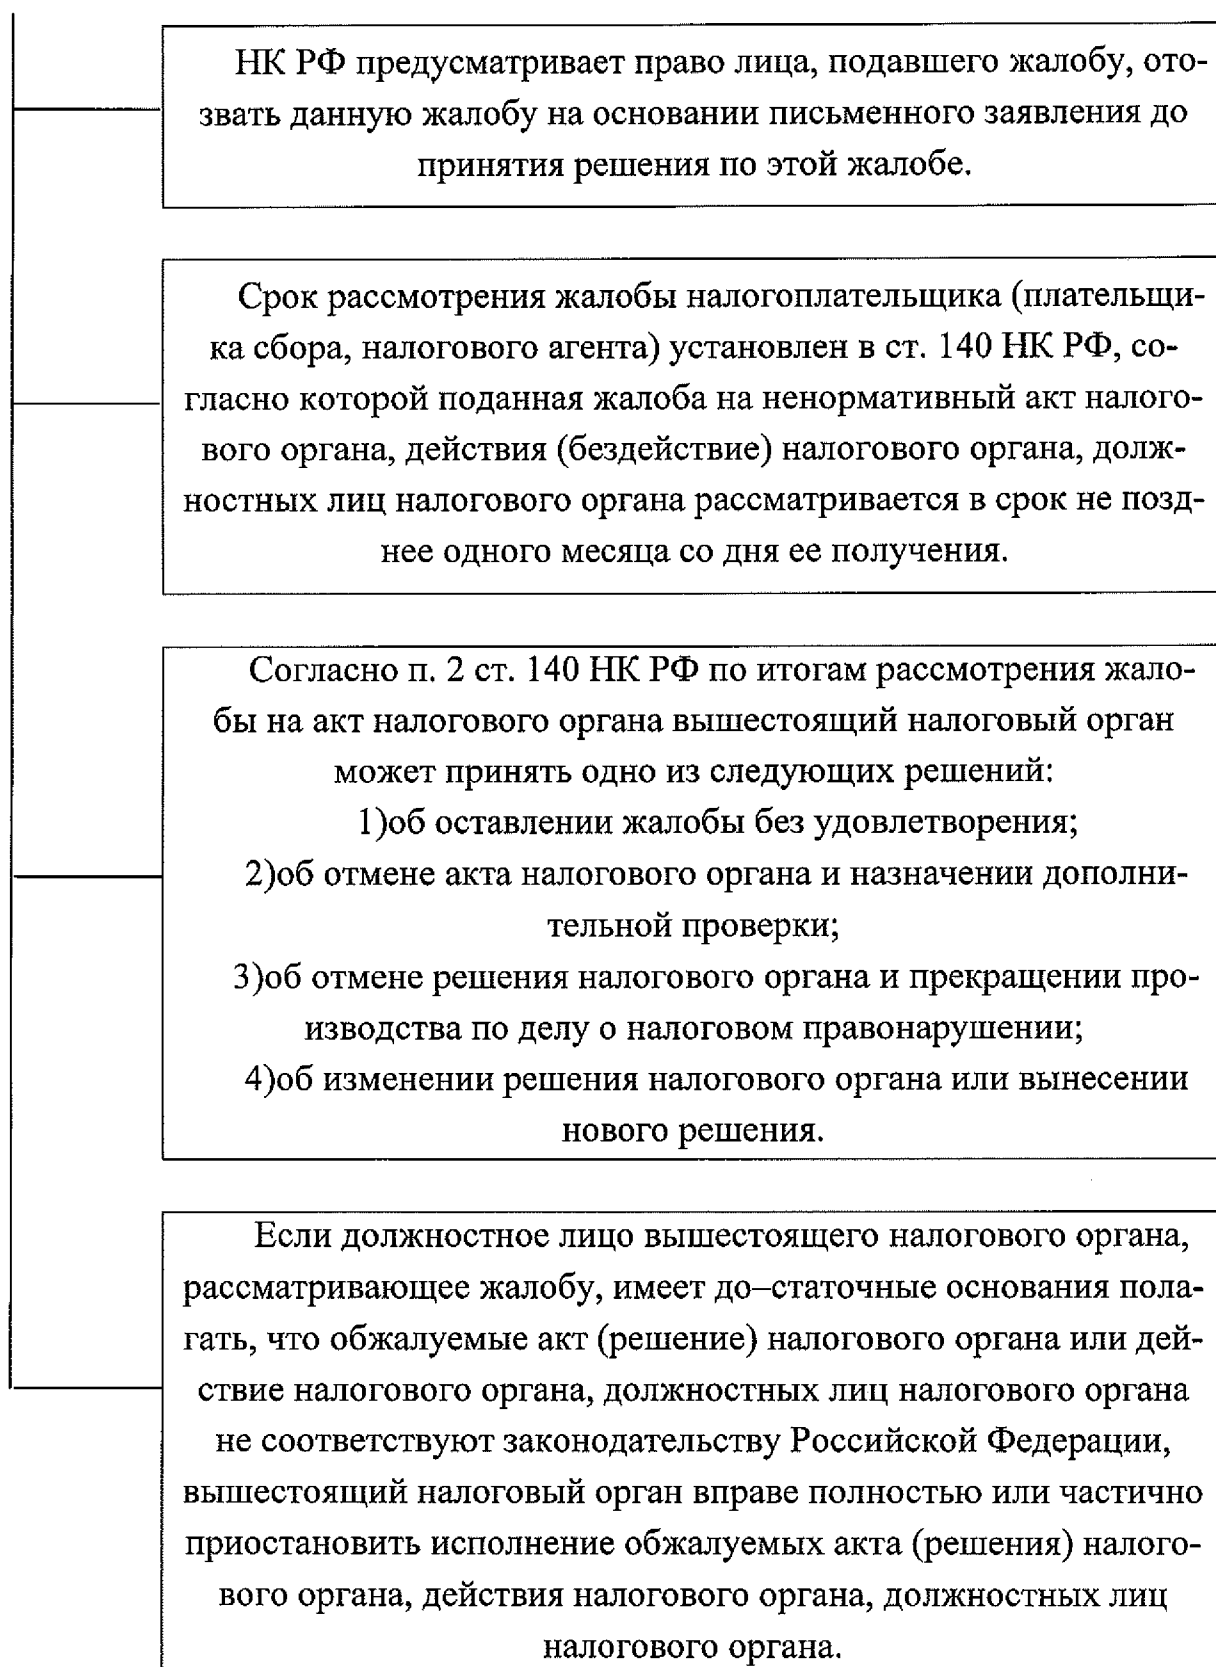 НК РФ предусматривает право лица, подавшего жалобу, ото-
звать данную жалобу на основании письменного заявления до
принятия решения по этой жалобе.
Срок рассмотрения жалобы налогоплательщика (плательщи-
ка сбора, налогового агента) установлен в ст. 140 НК РФ, со-
гласно которой поданная жалоба на ненормативный акт налого-
вого органа, действия (бездействие) налогового органа, долж-
ностных лиц налогового органа рассматривается в срок не позд-
нее одного месяца со дня ее получения.
Согласно п. 2 ст. 140 НК РФ по итогам рассмотрения жало-
бы на акт налогового органа вышестоящий налоговый орган
может принять одно из следующих решений:
1)об оставлении жалобы без удовлетворения;
2)об отмене акта налогового органа и назначении дополни-
тельной проверки;
3)об отмене решения налогового органа и прекращении про-
изводства по делу о налоговом правонарушении;
4)об изменении решения налогового органа или вынесении
нового решения.
Если должностное лицо вышестоящего налогового органа,
рассматривающее жалобу, имеет до–статочные основания пола-
гать, что обжалуемые акт (решение) налогового органа или дей-
ствие налогового органа, должностных лиц налогового органа
не соответствуют законодательству Российской Федерации,
вышестоящий налоговый орган вправе полностью или частично
приостановить исполнение обжалуемых акта (решения) налого-
вого органа, действия налогового органа, должностных лиц
налогового органа.